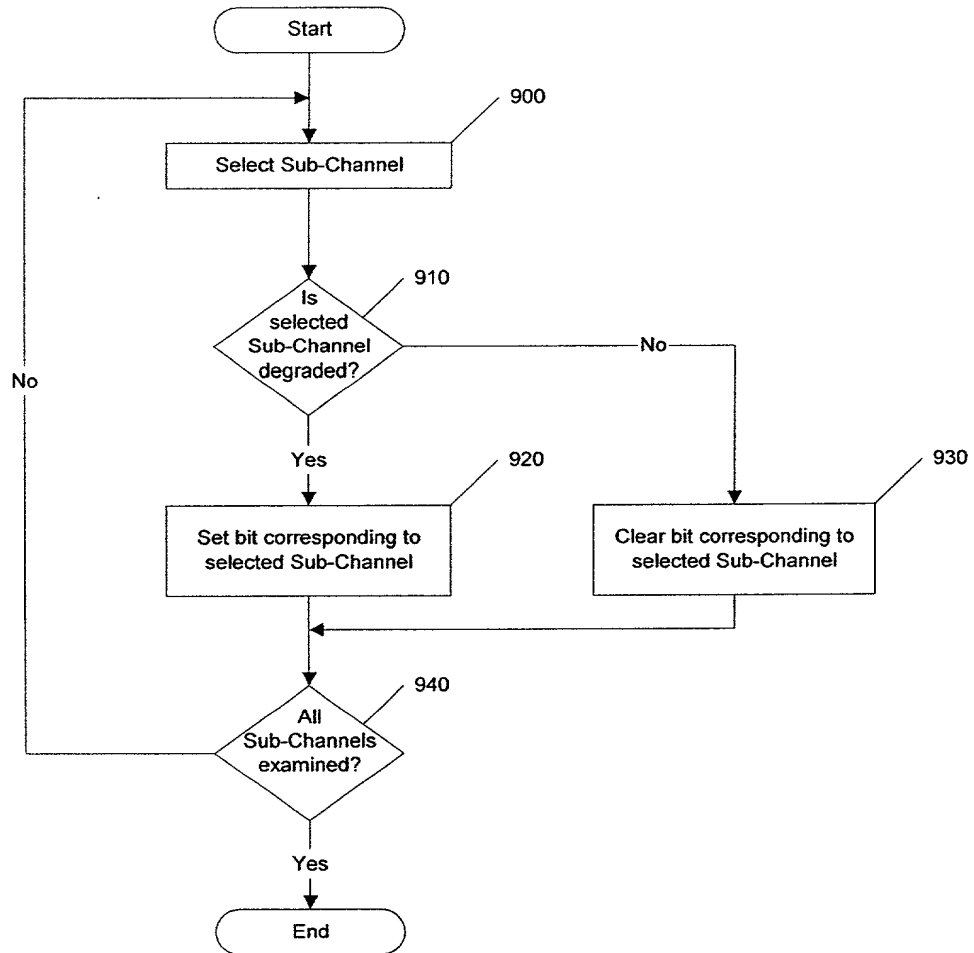 Start
900
Select Sub-Channel
910
Is
selected
Sub-Channel
degraded?
No
No
Yes
920
930
Set bit corresponding to
selected Sub-Channel
Clear bit corresponding to
selected Sub-Channel
940
All
Sub-Channels
examined?
Yes
End